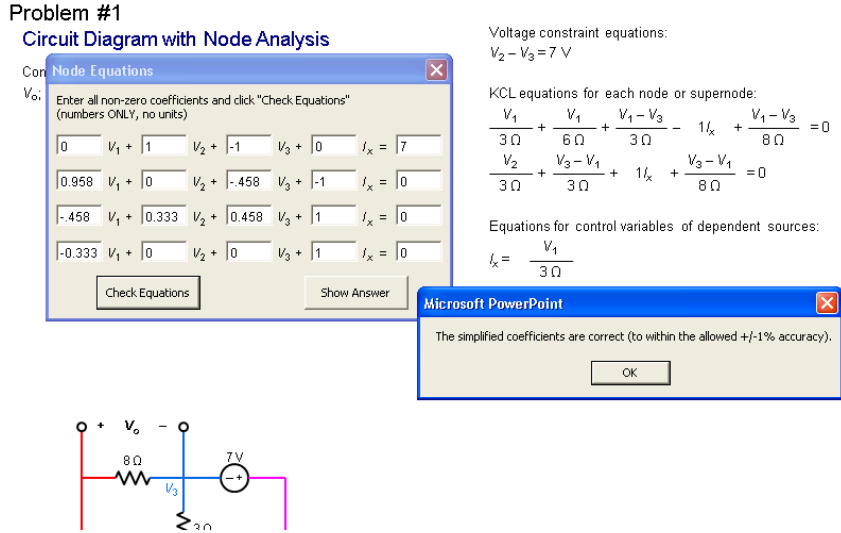 Problem #1
Circuit Diagram with Node Analysis
Con
Vo;
Node Equations
Enter all non-zero coefficients and click "Check Equations"
(numbers ONLY, no units)
0 V1 + 1 V2 + -1 V3 + 0 Ix = 7
0.958 V1 + 0 V2 + -.458 V3 + -1 Ix = 0
-.458 V1 + 0.333 V2 + 0.458 V3 + 1 Ix = 0
-0.333 V1 + 0 V2 + 0 V3 + 1 Ix = 0
Check Equations Show Answer
Voltage constraint equations:
V2 – V3 = 7 V
KCL equations for each node or supernode:
V1 V1 V1 – V3 V1 – V3
+ + – 1Ix + = 0
3 Ω 6 Ω 3 Ω 8 Ω
V2 V3 – V1 V3 – V1
+ + 1Ix + = 0
3 Ω 3 Ω 8 Ω
Equations for control variables of dependent sources:
V1
Ix =
3 Ω
Microsoft PowerPoint
The simplified coefficients are correct (to within the allowed +/-1% accuracy).
OK
+ Vo –
8 Ω 7 V
– +
V3
3 Ω